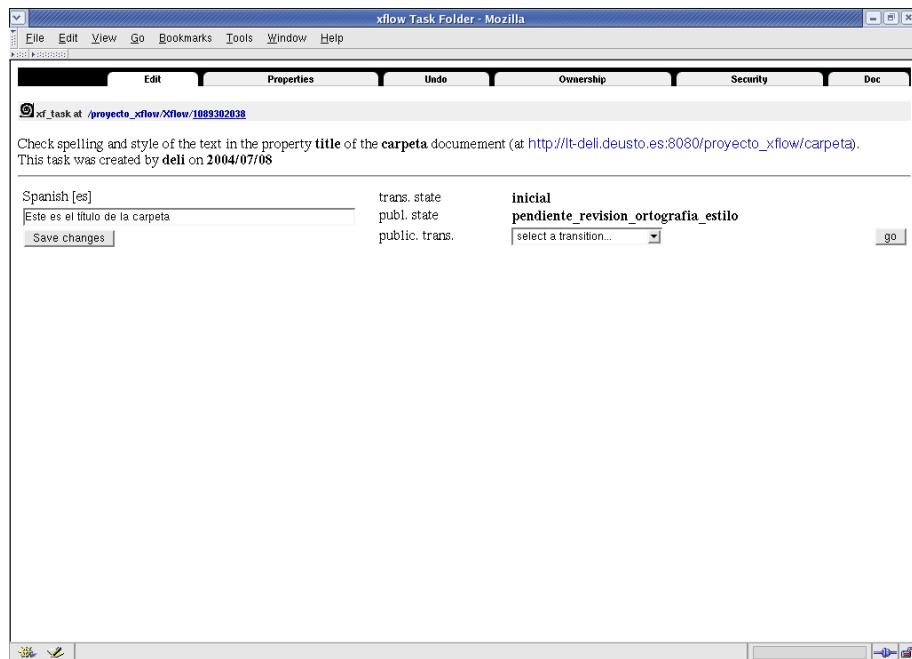 xflow Task Folder - Mozilla
File Edit View Go Bookmarks Tools Window Help
Edit Properties Undo Ownership Security Doc
xf_task at /proyecto_xflow/Xflow/1089302038
Check spelling and style of the text in the property title of the carpeta documement (at http://lt-deli.deusto.es:8080/proyecto_xflow/carpeta).
This task was created by deli on 2004/07/08
Spanish [es] trans. state inicial
Este es el título de la carpeta publ. state pendiente_revision_ortografia_estilo
Save changes public. trans. select a transition... go